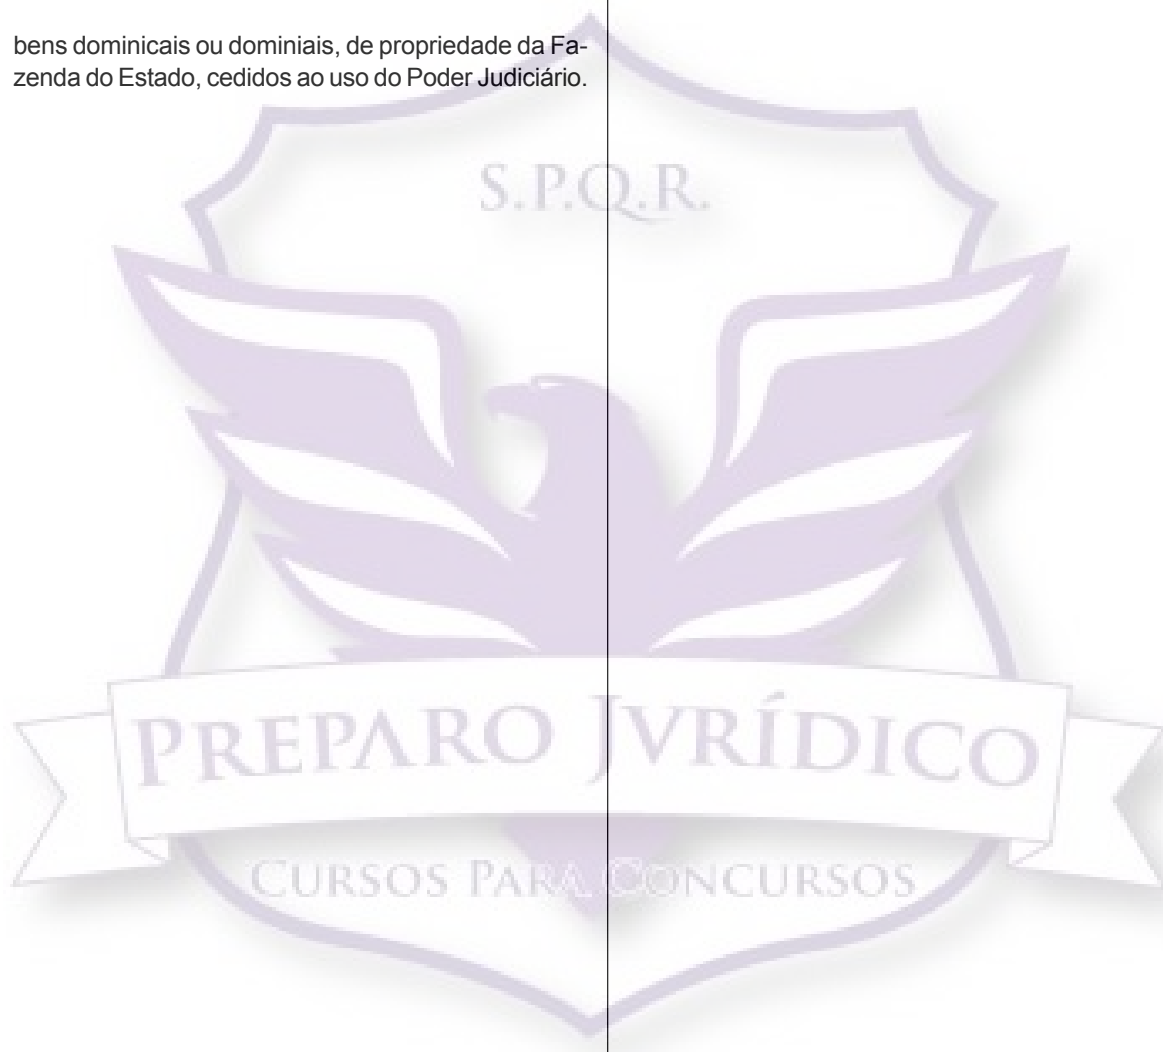 bens dominicais ou dominiais, de propriedade da Fa-
zenda do Estado, cedidos ao uso do Poder Judiciário.
S.P.Q.R.
PREPARO JVRÍDICO
CURSOS PARA CONCURSOS